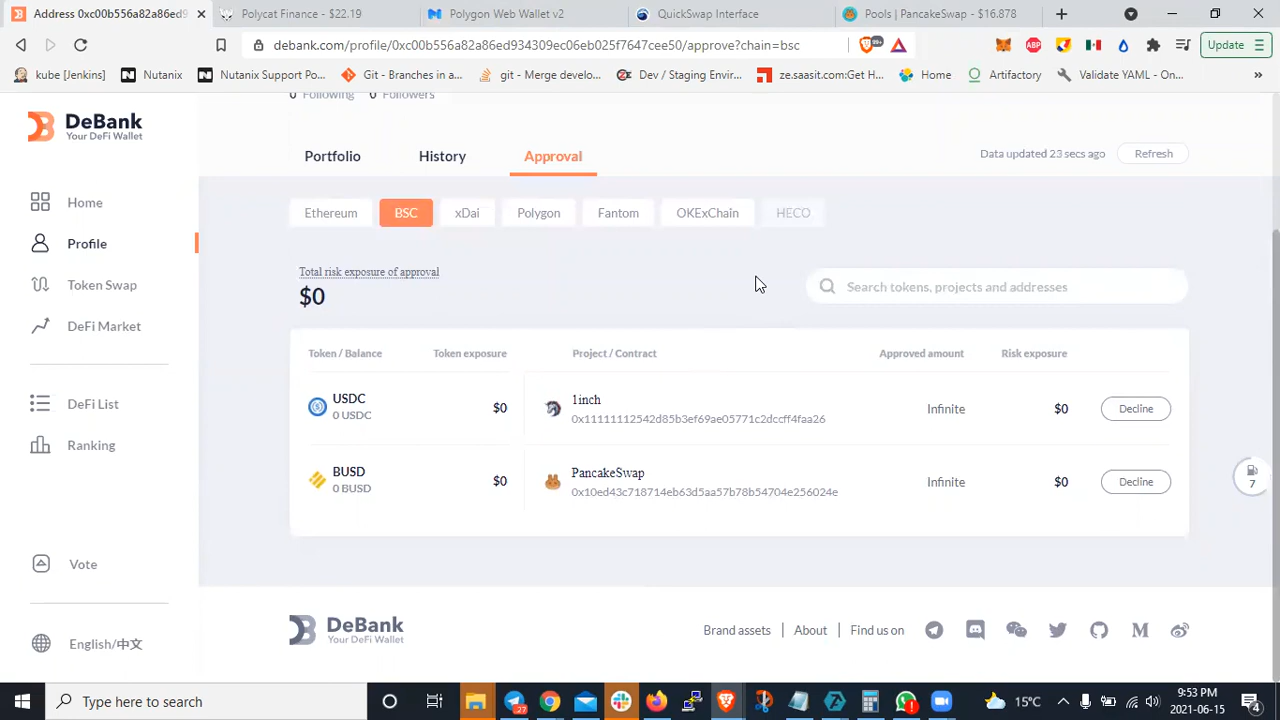 Address 0xc00b556a82a86ed9
Polycat Finance - $22.19
Polygon Web Wallet v2
QuickSwap Interface
Pools | PancakeSwap - $16.878
debank.com/profile/0xc00b556a82a86ed934309ec06eb025f7647cee50/approve?chain=bsc
99+
ABP
Update
kube [Jenkins]
Nutanix
Nutanix Support Po...
Git - Branches in a...
git - Merge develo...
Dev / Staging Envir...
ze.saasit.com:Get H...
Home
Artifactory
Validate YAML - On...
»
0 Following
0 Followers
DeBank
Your DeFi Wallet
Portfolio
History
Approval
Data updated 23 secs ago
Refresh
Home
Profile
Token Swap
DeFi Market
DeFi List
Ranking
Vote
English/中文
Ethereum
BSC
xDai
Polygon
Fantom
OKExChain
HECO
Total risk exposure of approval
$0
Search tokens, projects and addresses
Token / Balance
Token exposure
Project / Contract
Approved amount
Risk exposure
USDC
0 USDC
$0
1inch
0x11111112542d85b3ef69ae05771c2dccff4faa26
Infinite
$0
Decline
BUSD
0 BUSD
$0
PancakeSwap
0x10ed43c718714eb63d5aa57b78b54704e256024e
Infinite
$0
Decline
7
DeBank
Your DeFi Wallet
Brand assets
About
Find us on
Type here to search
27
15°C
9:53 PM
2021-06-15
4